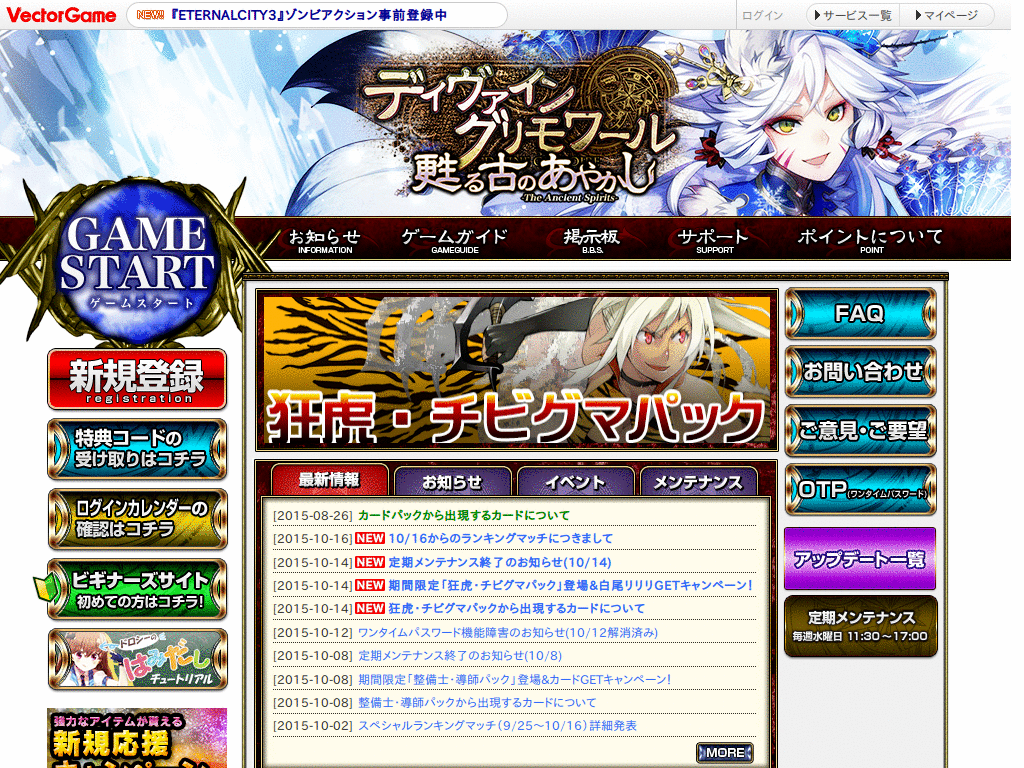 VectorGame
NEW! 『ETERNALCITY3』ゾンビアクション事前登録中
ログイン
サービス一覧
マイページ
ディヴァイン
グリモワール
甦る古のあやかし
-The Ancient Spirits-
GAME
START
ゲームスタート
お知らせ
INFORMATION
ゲームガイド
GAMEGUIDE
掲示板
B.B.S.
サポート
SUPPORT
ポイントについて
POINT
新規登録
registration
特典コードの
受け取りはコチラ
ログインカレンダーの
確認はコチラ
ビギナーズサイト
初めての方はコチラ!
ドロシーの
はみだし
チュートリアル
強力なアイテムが貰える
新規応援
キャンペーン
狂虎・チビグマパック
最新情報
お知らせ
イベント
メンテナンス
[2015-08-26] カードパックから出現するカードについて
[2015-10-16] NEW 10/16からのランキングマッチにつきまして
[2015-10-14] NEW 定期メンテナンス終了のお知らせ(10/14)
[2015-10-14] NEW 期間限定「狂虎・チビグマパック」登場&白尾リリリGETキャンペーン!
[2015-10-14] NEW 狂虎・チビグマパックから出現するカードについて
[2015-10-12] ワンタイムパスワード機能障害のお知らせ(10/12解消済み)
[2015-10-08] 定期メンテナンス終了のお知らせ(10/8)
[2015-10-08] 期間限定「整備士・導師パック」登場&カードGETキャンペーン!
[2015-10-08] 整備士・導師パックから出現するカードについて
[2015-10-02] スペシャルランキングマッチ（9/25～10/16）詳細発表
MORE
FAQ
お問い合わせ
ご意見・ご要望
OTP(ワンタイムパスワード)
アップデート一覧
定期メンテナンス
毎週水曜日 11:30～17:00